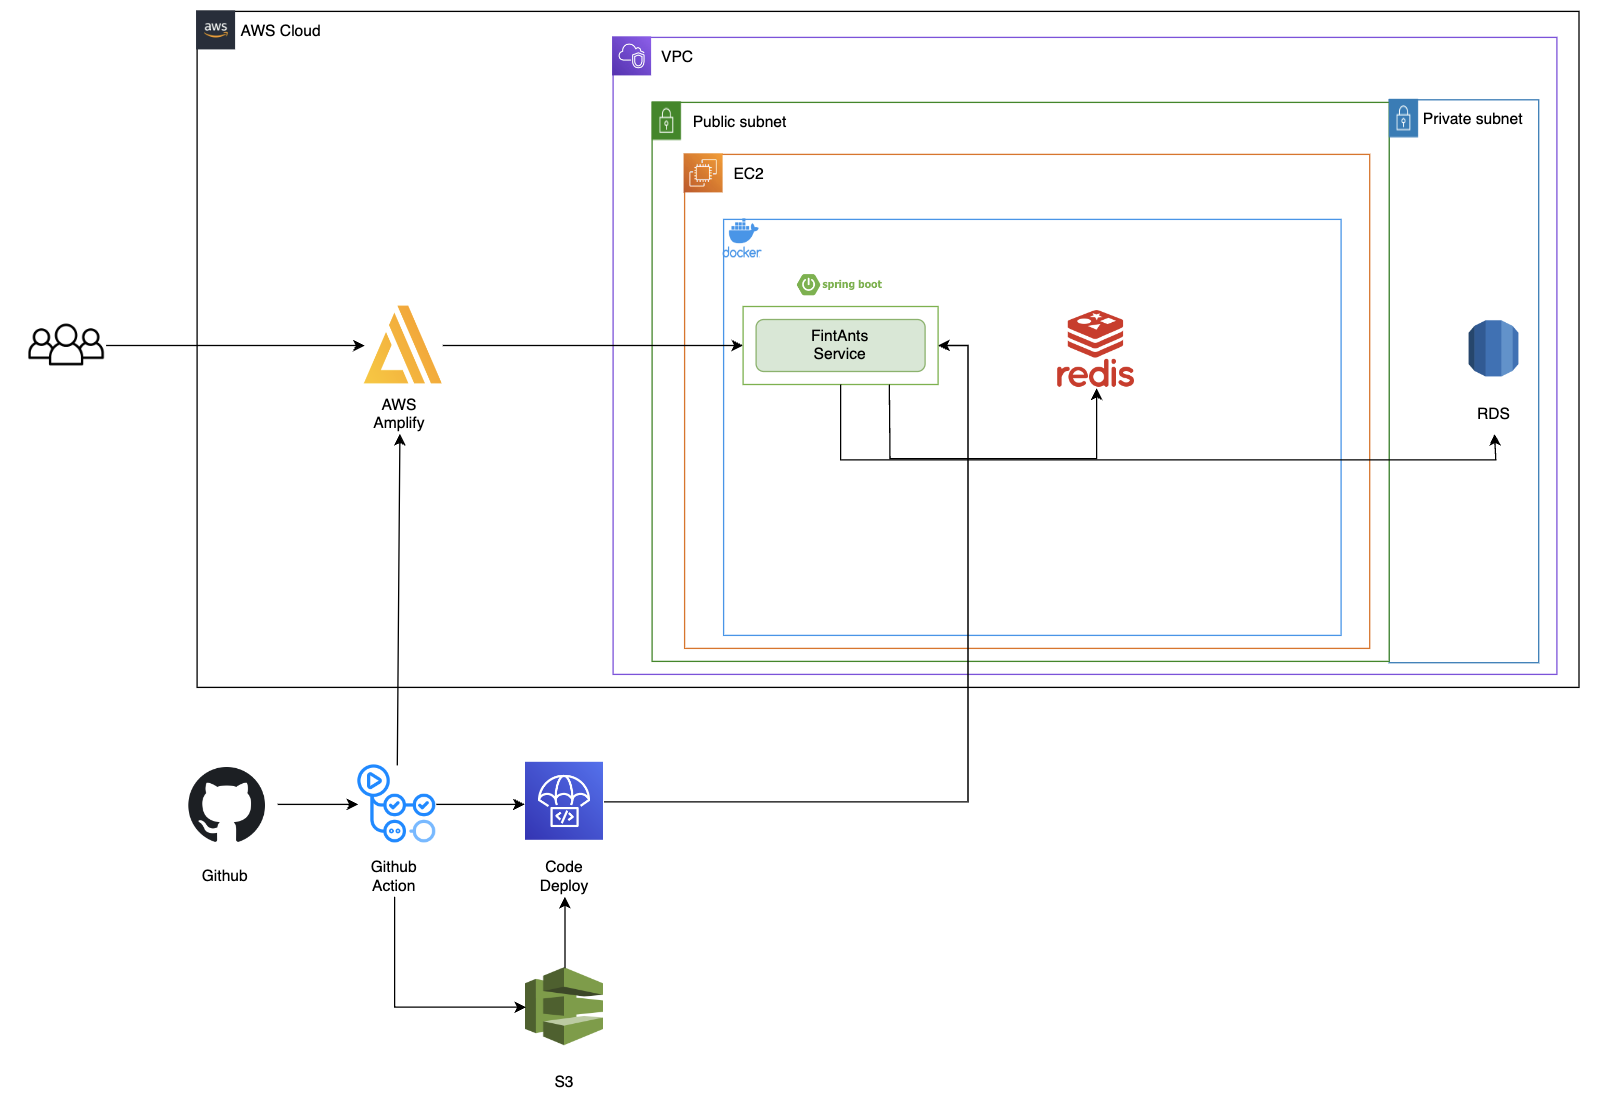 aws
AWS Cloud
VPC
Public subnet
Private subnet
EC2
docker
spring boot
FintAnts
Service
redis
RDS
AWS
Amplify
Github
Github
Action
Code
Deploy
S3